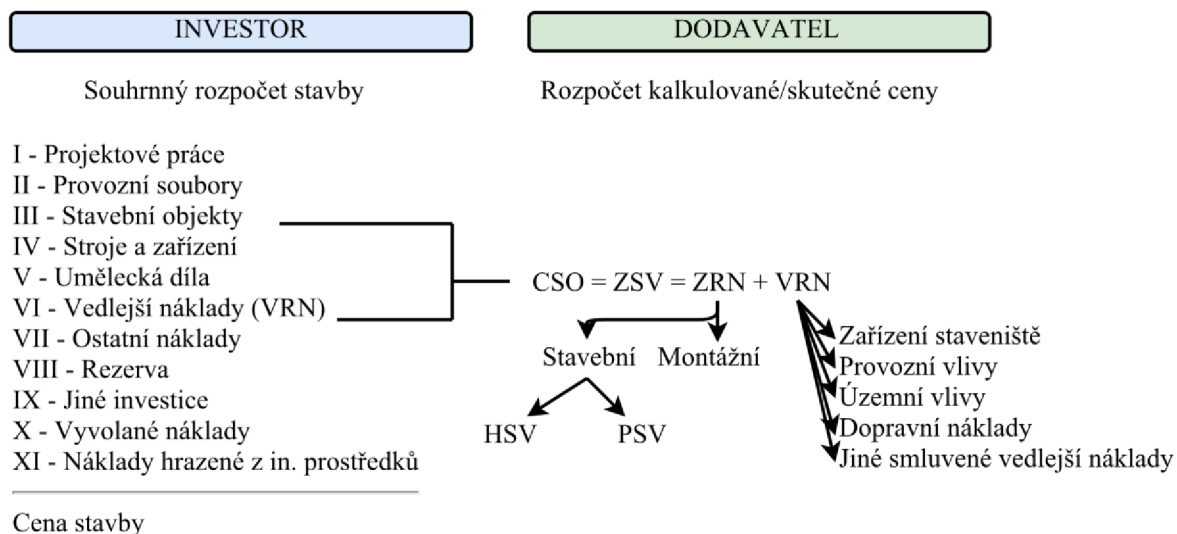 INVESTOR
Souhrnný rozpočet stavby
I - Projektové práce
II - Provozní soubory
III - Stavební objekty
IV - Stroje a zařízení
V - Umělecká díla
VI - Vedlejší náklady (VRN)
VII - Ostatní náklady
VIII - Rezerva
IX - Jiné investice
X - Vyvolané náklady
XI - Náklady hrazené z in. prostředků
Cena stavby
DODAVATEL
Rozpočet kalkulované/skutečné ceny
CSO = ZSV = ZRN + VRN
Stavební
Montážní
HSV
PSV
Zařízení staveniště
Provozní vlivy
Územní vlivy
Dopravní náklady
Jiné smluvené vedlejší náklady